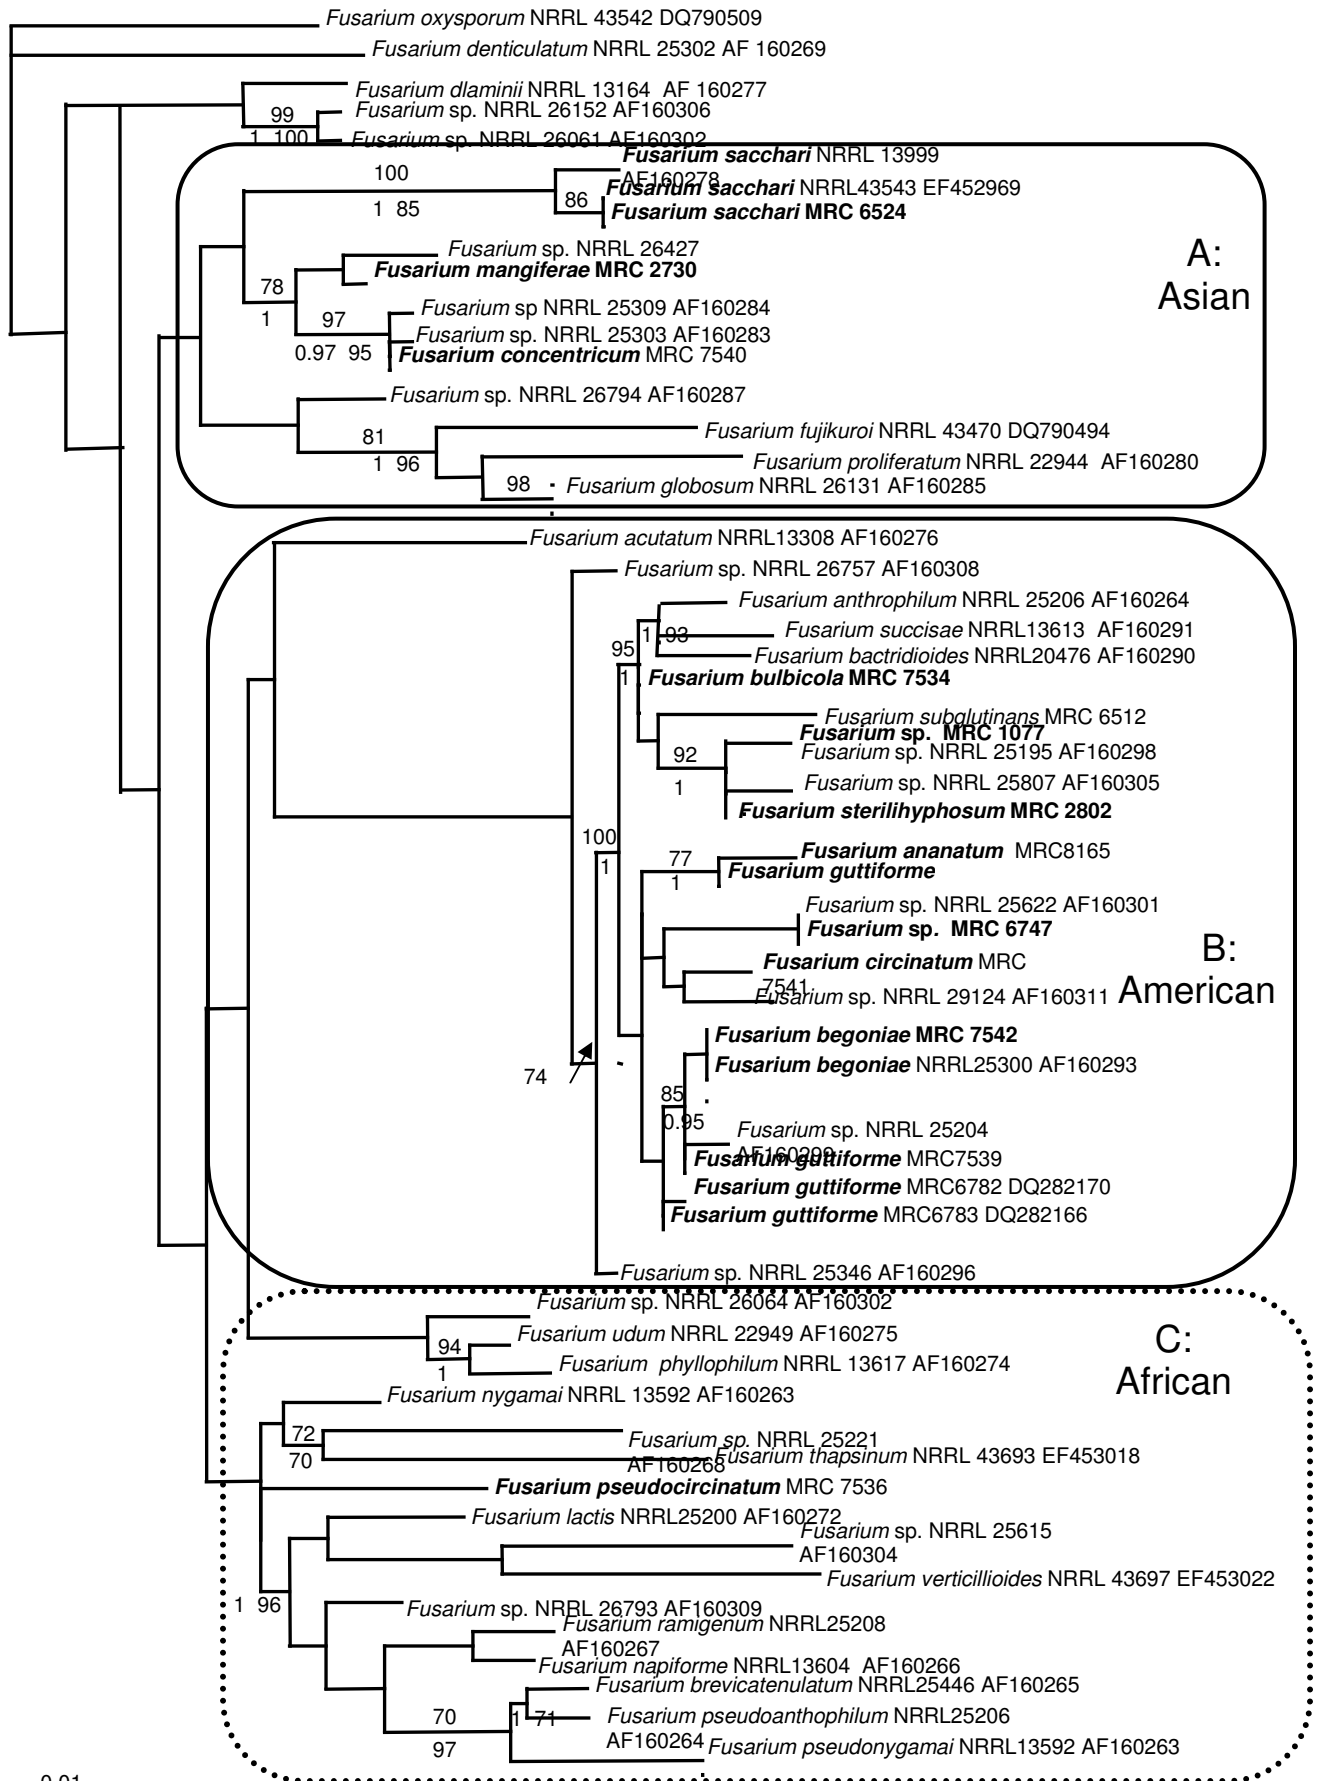 Fusarium oxysporum NRRL 43542 DQ790509
Fusarium denticulatum NRRL 25302 AF 160269
Fusarium dlaminii NRRL 13164 AF 160277
99
Fusarium sp. NRRL 26152 AF160306
1 100
Fusarium sp. NRRL 26061 AF160302
Fusarium sacchari NRRL 13999
AF160278
100
Fusarium sacchari NRRL43543 EF452969
86
1 85
Fusarium sacchari MRC 6524
A:
Asian
Fusarium sp. NRRL 26427
Fusarium mangiferae MRC 2730
78
1
Fusarium sp NRRL 25309 AF160284
97
Fusarium sp. NRRL 25303 AF160283
0.97 95
Fusarium concentricum MRC 7540
Fusarium sp. NRRL 26794 AF160287
81
Fusarium fujikuroi NRRL 43470 DQ790494
1 96
Fusarium proliferatum NRRL 22944 AF160280
98
Fusarium globosum NRRL 26131 AF160285
Fusarium acutatum NRRL13308 AF160276
Fusarium sp. NRRL 26757 AF160308
Fusarium anthrophilum NRRL 25206 AF160264
1 93
Fusarium succisae NRRL13613 AF160291
95
Fusarium bactridioides NRRL20476 AF160290
1
Fusarium bulbicola MRC 7534
Fusarium subglutinans MRC 6512
Fusarium sp. MRC 1077
Fusarium sp. NRRL 25195 AF160298
92
1
Fusarium sp. NRRL 25807 AF160305
Fusarium sterilihyphosum MRC 2802
100
1
77
Fusarium ananatum MRC8165
1
Fusarium guttiforme
Fusarium sp. NRRL 25622 AF160301
Fusarium sp. MRC 6747
B:
American
Fusarium circinatum MRC
7541
Fusarium sp. NRRL 29124 AF160311
Fusarium begoniae MRC 7542
Fusarium begoniae NRRL25300 AF160293
74
85
0.95
Fusarium sp. NRRL 25204
Fusarium guttiforme MRC7539
Fusarium guttiforme MRC6782 DQ282170
Fusarium guttiforme MRC6783 DQ282166
Fusarium sp. NRRL 25346 AF160296
Fusarium sp. NRRL 26064 AF160302
Fusarium udum NRRL 22949 AF160275
94
1
Fusarium phyllophilum NRRL 13617 AF160274
C:
African
Fusarium nygamai NRRL 13592 AF160263
72
70
Fusarium sp. NRRL 25221
AF160268
Fusarium thapsinum NRRL 43693 EF453018
Fusarium pseudocircinatum MRC 7536
Fusarium lactis NRRL25200 AF160272
Fusarium sp. NRRL 25615
AF160304
Fusarium verticillioides NRRL 43697 EF453022
1 96
Fusarium sp. NRRL 26793 AF160309
Fusarium ramigenum NRRL25208
AF160267
Fusarium napiforme NRRL13604 AF160266
Fusarium brevicatenulatum NRRL25446 AF160265
70
1 71
97
Fusarium pseudoanthophilum NRRL25206
AF160264
Fusarium pseudonygamai NRRL13592 AF160263